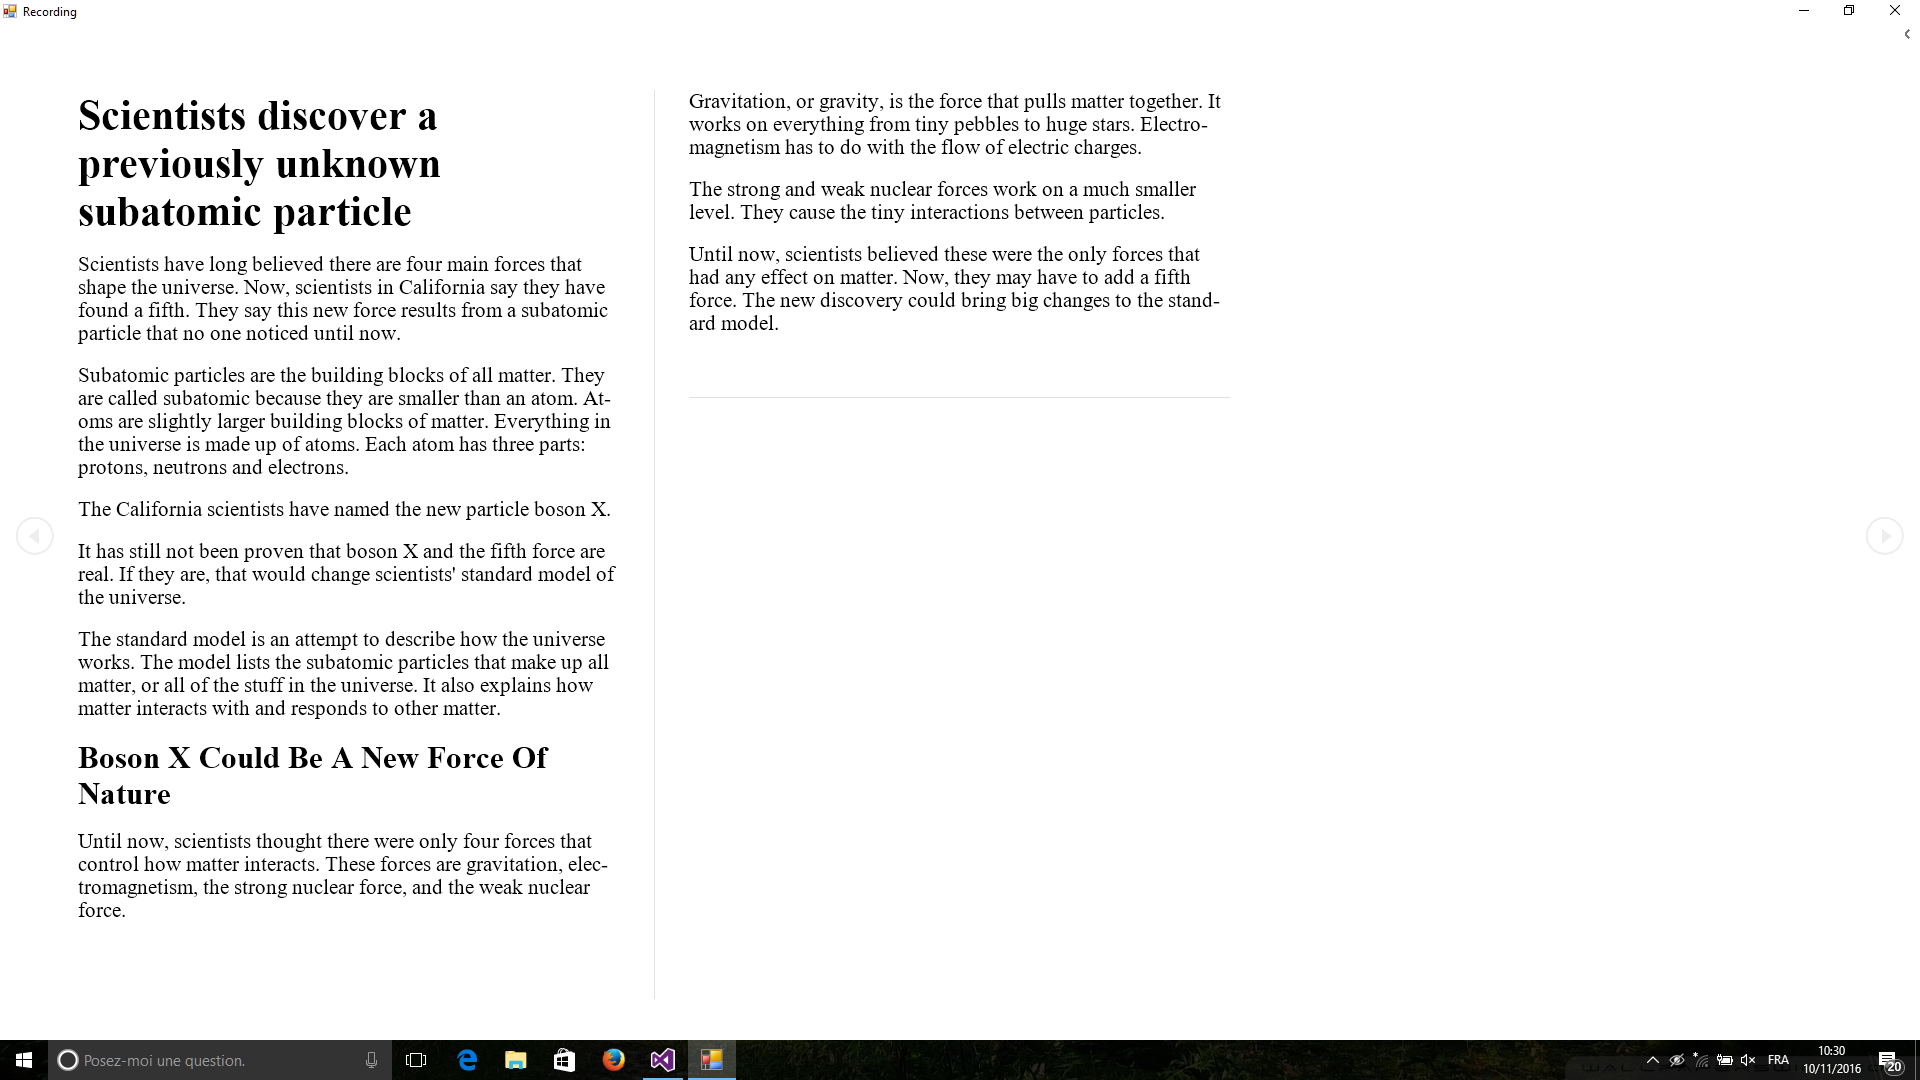 Recording
Scientists discover a
previously unknown
subatomic particle
Scientists have long believed there are four main forces that
shape the universe. Now, scientists in California say they have
found a fifth. They say this new force results from a subatomic
particle that no one noticed until now.
Subatomic particles are the building blocks of all matter. They
are called subatomic because they are smaller than an atom. At-
oms are slightly larger building blocks of matter. Everything in
the universe is made up of atoms. Each atom has three parts:
protons, neutrons and electrons.
The California scientists have named the new particle boson X.
It has still not been proven that boson X and the fifth force are
real. If they are, that would change scientists' standard model of
the universe.
The standard model is an attempt to describe how the universe
works. The model lists the subatomic particles that make up all
matter, or all of the stuff in the universe. It also explains how
matter interacts with and responds to other matter.
Boson X Could Be A New Force Of
Nature
Until now, scientists thought there were only four forces that
control how matter interacts. These forces are gravitation, elec-
tromagnetism, the strong nuclear force, and the weak nuclear
force.
Gravitation, or gravity, is the force that pulls matter together. It
works on everything from tiny pebbles to huge stars. Electro-
magnetism has to do with the flow of electric charges.
The strong and weak nuclear forces work on a much smaller
level. They cause the tiny interactions between particles.
Until now, scientists believed these were the only forces that
had any effect on matter. Now, they may have to add a fifth
force. The new discovery could bring big changes to the stand-
ard model.
Posez-moi une question.
FRA
10:30
10/11/2016
20